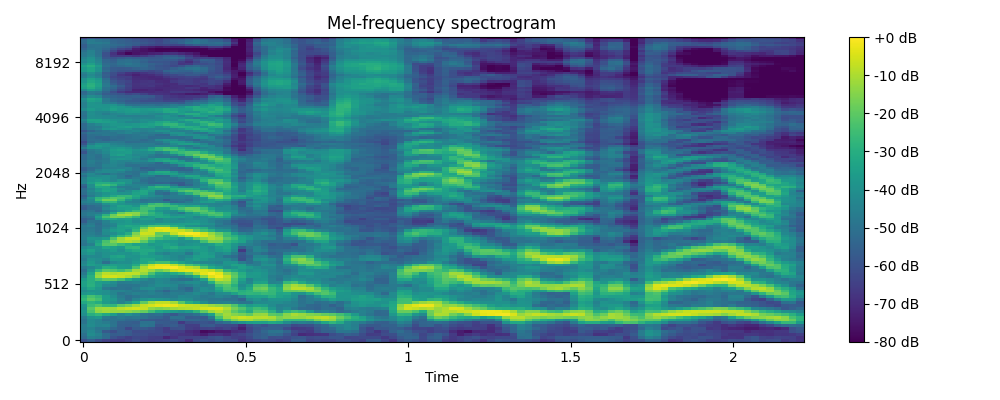 Mel-frequency spectrogram
Hz
8192
4096
2048
1024
512
0
0
0.5
1
1.5
2
Time
+0 dB
-10 dB
-20 dB
-30 dB
-40 dB
-50 dB
-60 dB
-70 dB
-80 dB